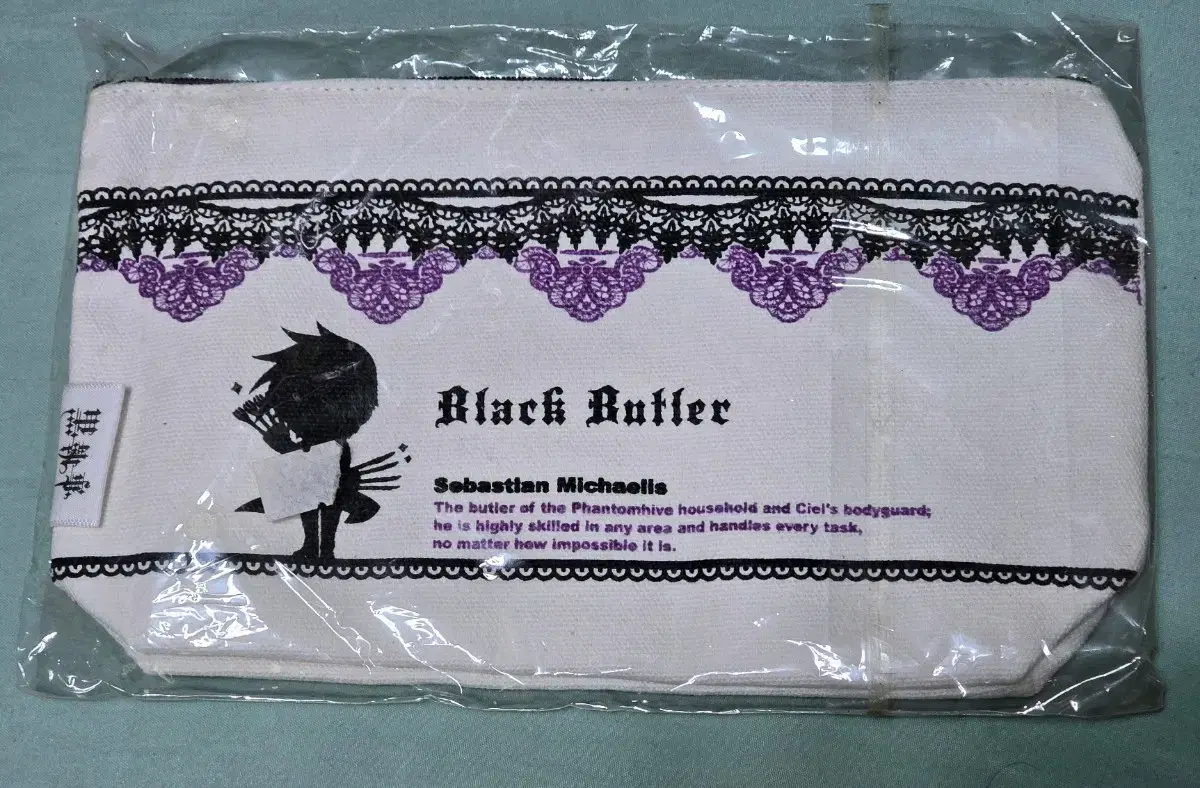 Black Butler
Sebastian Michaelis
The butler of the Phantomhive household and Ciel's bodyguard;
he is highly skilled in any area and handles every task,
no matter how impossible it is.
黒執事